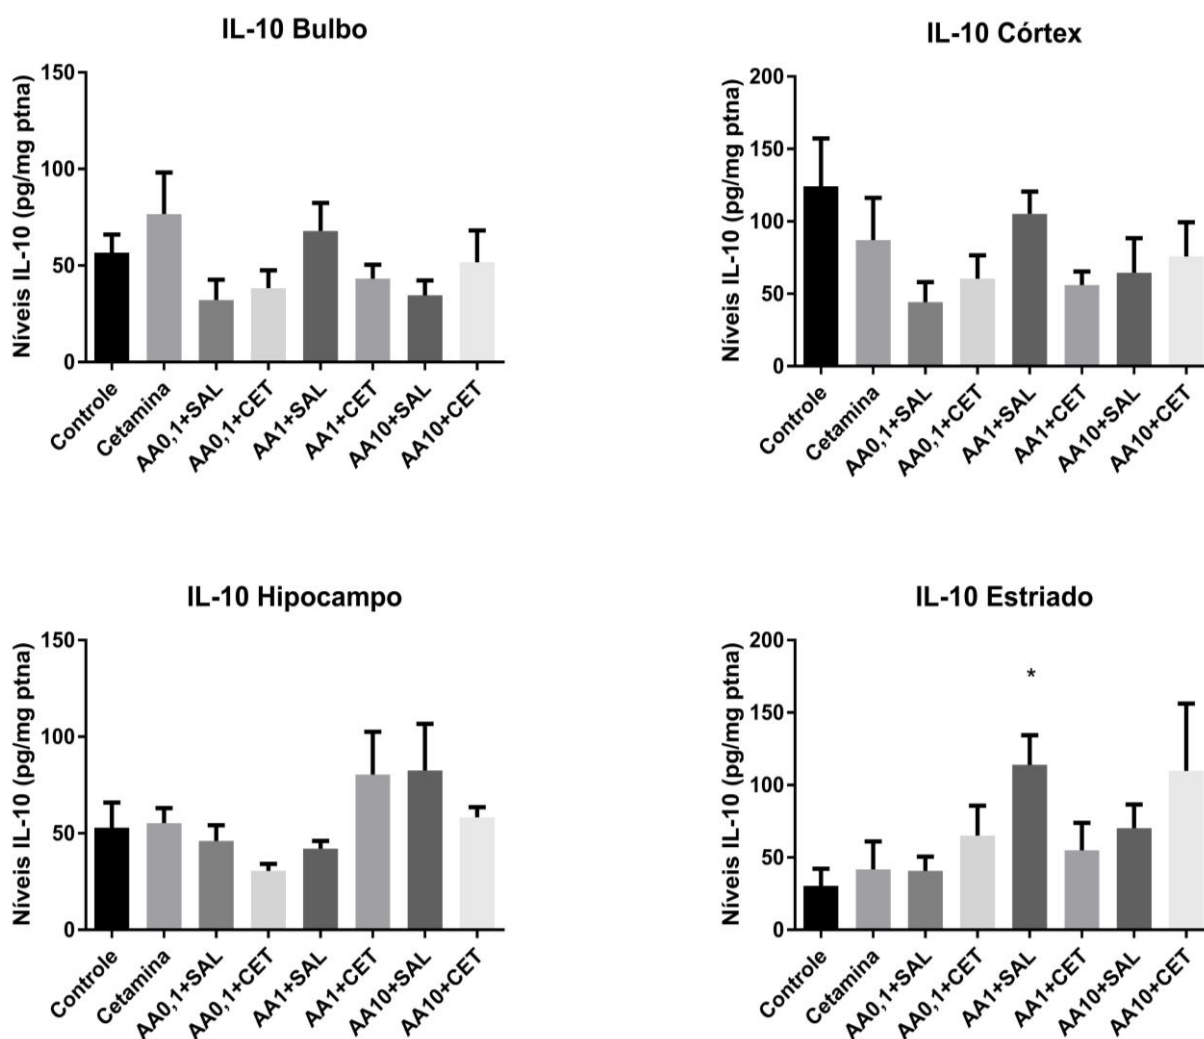 IL-10 Bulbo
Níveis IL-10 (pg/mg ptna)
150
100
50
0
Controle
Cetamina
AA0,1+SAL
AA0,1+CET
AA1+SAL
AA1+CET
AA10+SAL
AA10+CET
IL-10 Córtex
Níveis IL-10 (pg/mg ptna)
200
150
100
50
0
Controle
Cetamina
AA0,1+SAL
AA0,1+CET
AA1+SAL
AA1+CET
AA10+SAL
AA10+CET
IL-10 Hipocampo
Níveis IL-10 (pg/mg ptna)
150
100
50
0
Controle
Cetamina
AA0,1+SAL
AA0,1+CET
AA1+SAL
AA1+CET
AA10+SAL
AA10+CET
IL-10 Estriado
Níveis IL-10 (pg/mg ptna)
200
150
100
50
0
*
Controle
Cetamina
AA0,1+SAL
AA0,1+CET
AA1+SAL
AA1+CET
AA10+SAL
AA10+CET